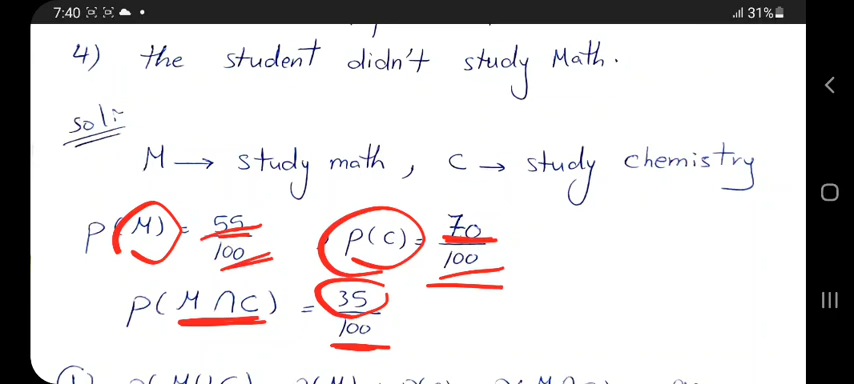 7:40 31%
4) the student didn't study Math.
sol:
M → study math, C → study chemistry
P(M) = 55/100, P(C) = 70/100
P(M ∩ C) = 35/100